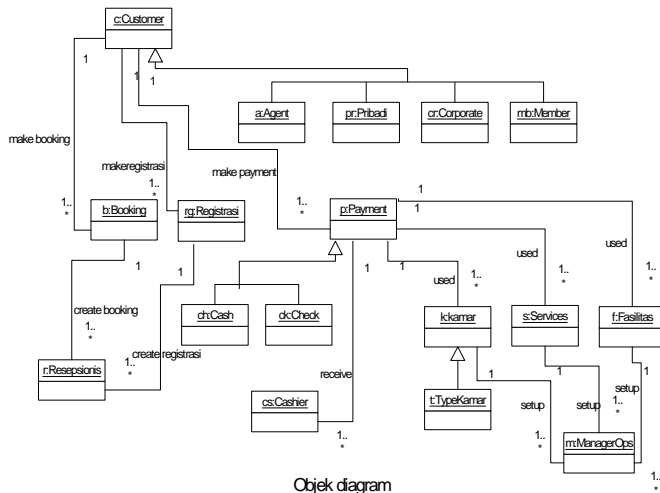 c:Customer
1
1
1
a:Agent
pr:Pribadi
cr:Corporate
mb:Member
make booking
makeregistrasi
make payment
1..
*
1..
*
1..
*
b:Booking
rg:Registrasi
p:Payment
1
1
1
1
1
1
used
used
used
create booking
1..
*
1..
*
1..
*
1..
*
ch:Cash
ck:Check
k:kamar
s:Services
f:Fasilitas
1..
*
create registrasi
r:Resepsionis
receive
1
1
1
t:TypeKamar
setup
setup
setup
cs:Cashier
1..
*
1..
*
1..
*
m:ManagerOps
1..
*
Objek diagram